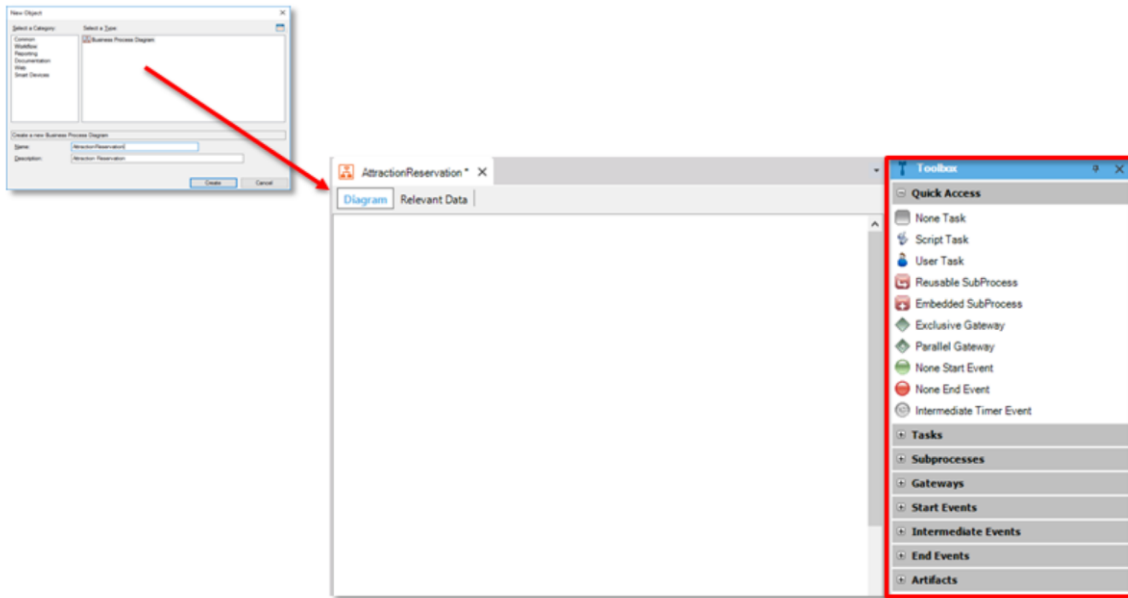 New Object
Select a Category:
Select a Type:
Common
Workflow
Reporting
Documentation
Web
Smart Devices
Business Process Diagram
Create a new Business Process Diagram
Name:
AttractionReservation
Description:
Attraction Reservation
Create
Cancel
AttractionReservation *
Diagram
Relevant Data
Toolbox
Quick Access
None Task
Script Task
User Task
Reusable SubProcess
Embedded SubProcess
Exclusive Gateway
Parallel Gateway
None Start Event
None End Event
Intermediate Timer Event
Tasks
Subprocesses
Gateways
Start Events
Intermediate Events
End Events
Artifacts